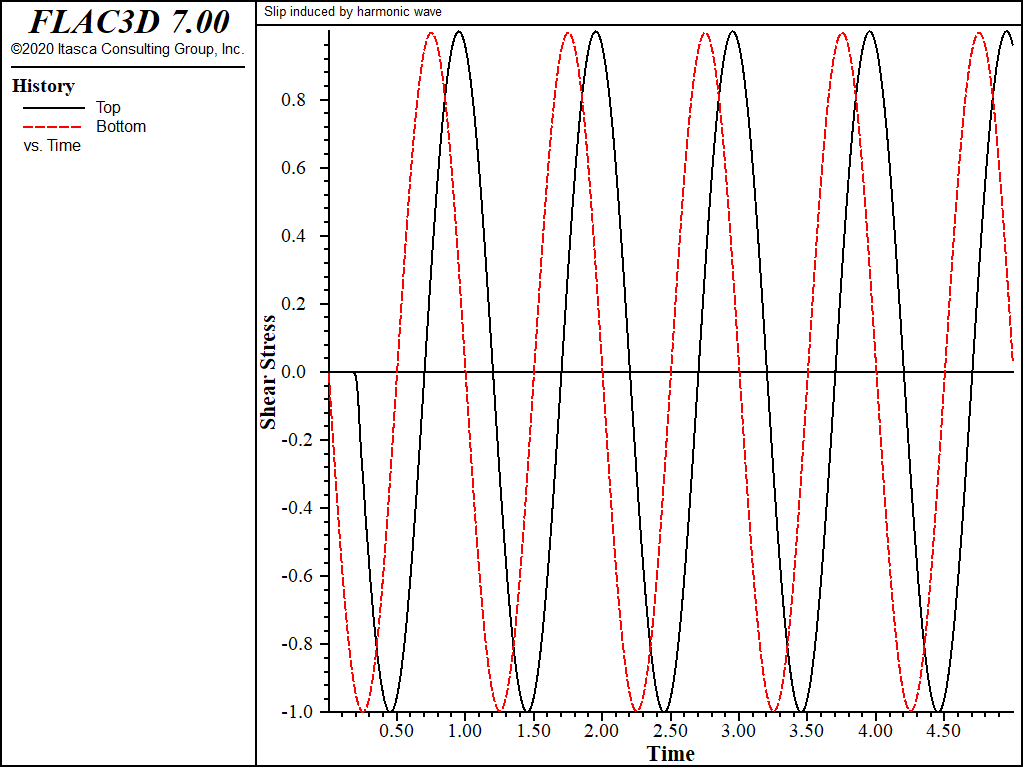 FLAC3D 7.00
©2020 Itasca Consulting Group, Inc.
History
Top
Bottom
vs. Time
Slip induced by harmonic wave
0.8
0.6
0.4
0.2
0.0
-0.2
-0.4
-0.6
-0.8
-1.0
Shear Stress
0.50 1.00 1.50 2.00 2.50 3.00 3.50 4.00 4.50
Time